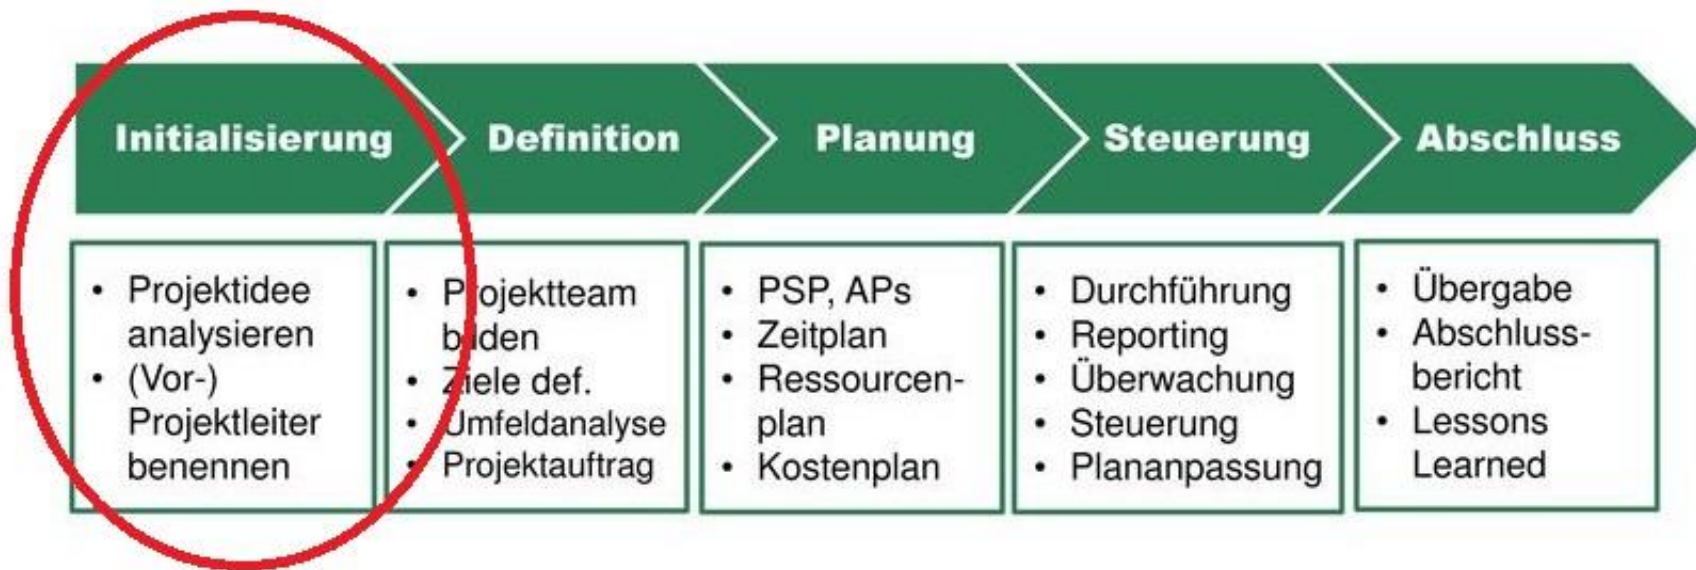 Initialisierung
Definition
Planung
Steuerung
Abschluss
• Projektidee
analysieren
• (Vor-)
Projektleiter
benennen
• Projektteam
bilden
• Ziele def.
• Umfeldanalyse
• Projektauftrag
• PSP, APs
• Zeitplan
• Ressourcen-
plan
• Kostenplan
• Durchführung
• Reporting
• Überwachung
• Steuerung
• Plananpassung
• Übergabe
• Abschluss-
bericht
• Lessons
Learned